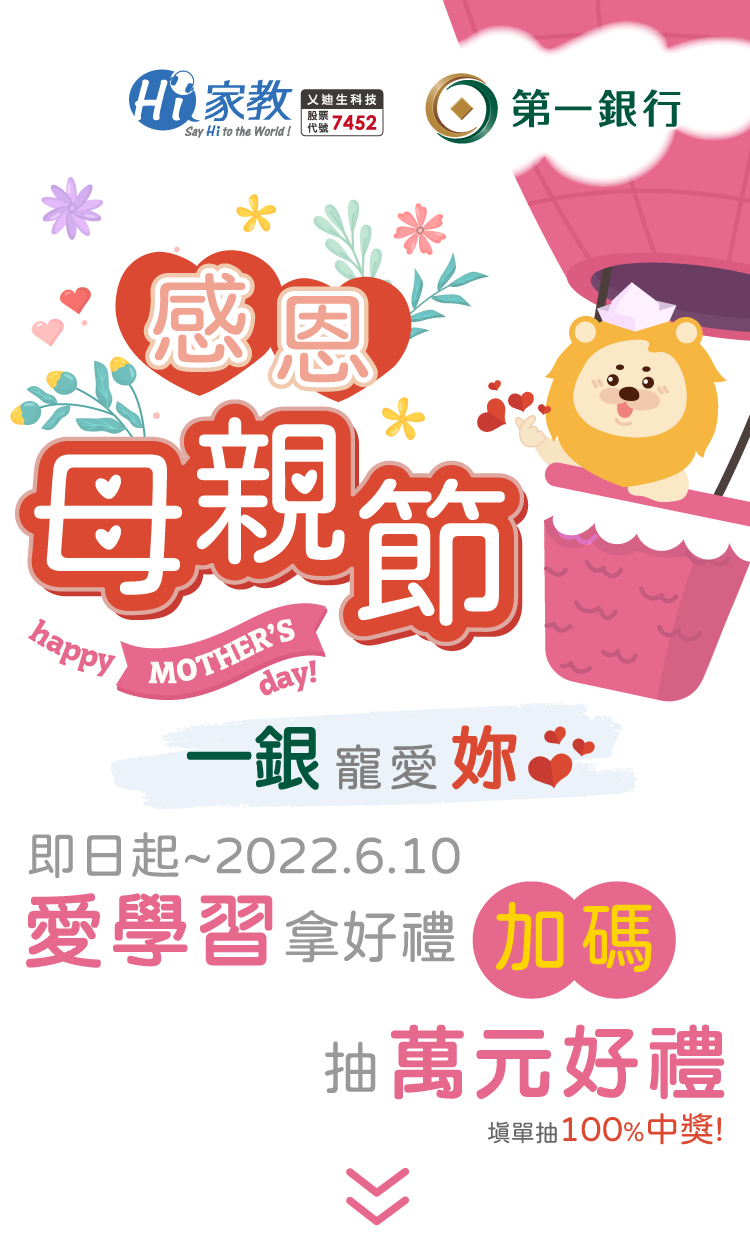 Hi 家教
Say Hi to the World !
乂迪生科技
股票代號 7452
第一銀行
感恩
母親節
happy
MOTHER'S
day!
一銀寵愛妳
即日起~2022.6.10
愛學習拿好禮 加碼
抽萬元好禮
填單抽100%中獎!